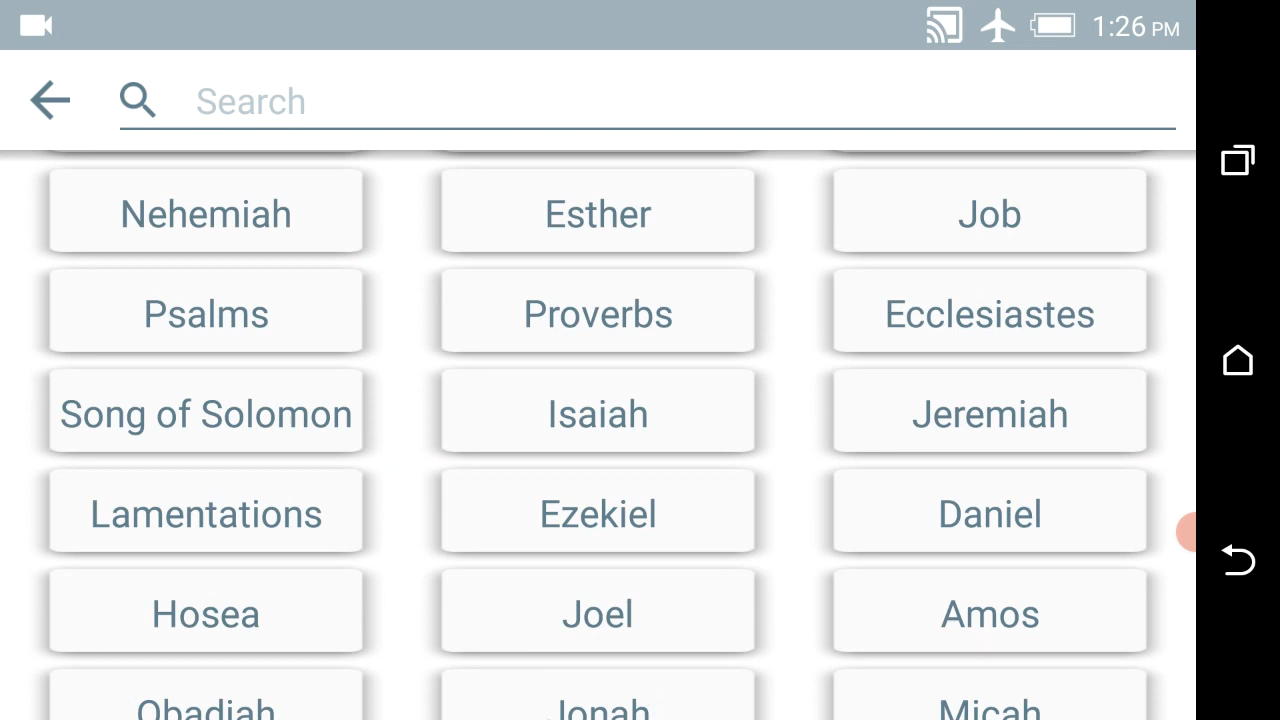 1:26 PM
Search
Nehemiah Esther Job
Psalms Proverbs Ecclesiastes
Song of Solomon Isaiah Jeremiah
Lamentations Ezekiel Daniel
Hosea Joel Amos
Obadiah Jonah Micah